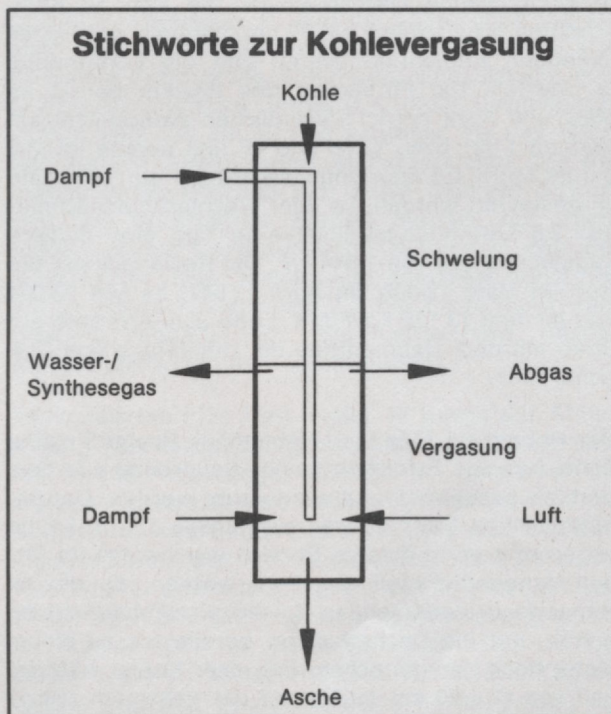 Stichworte zur Kohlevergasung
Kohle
Dampf
Schwelung
Wasser-/
Synthesegas
Abgas
Vergasung
Dampf
Luft
Asche